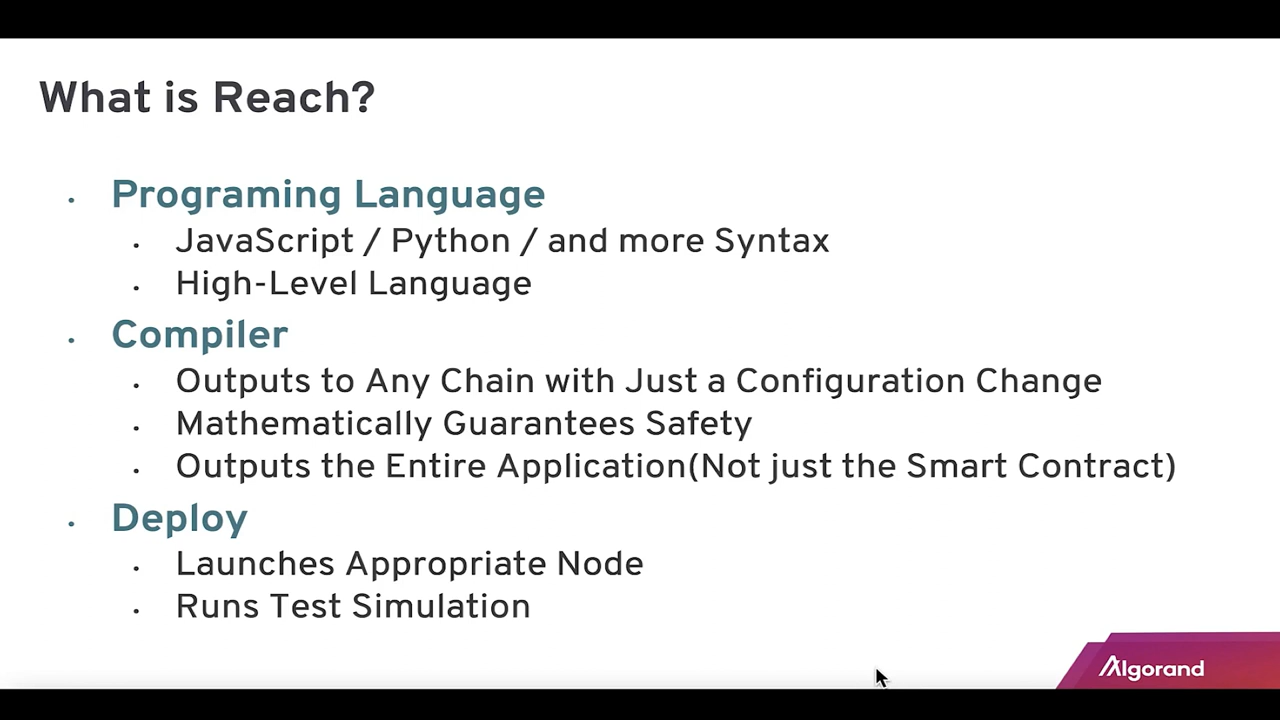 What is Reach?
• Programing Language
• JavaScript / Python / and more Syntax
• High-Level Language
• Compiler
• Outputs to Any Chain with Just a Configuration Change
• Mathematically Guarantees Safety
• Outputs the Entire Application(Not just the Smart Contract)
• Deploy
• Launches Appropriate Node
• Runs Test Simulation
Algorand